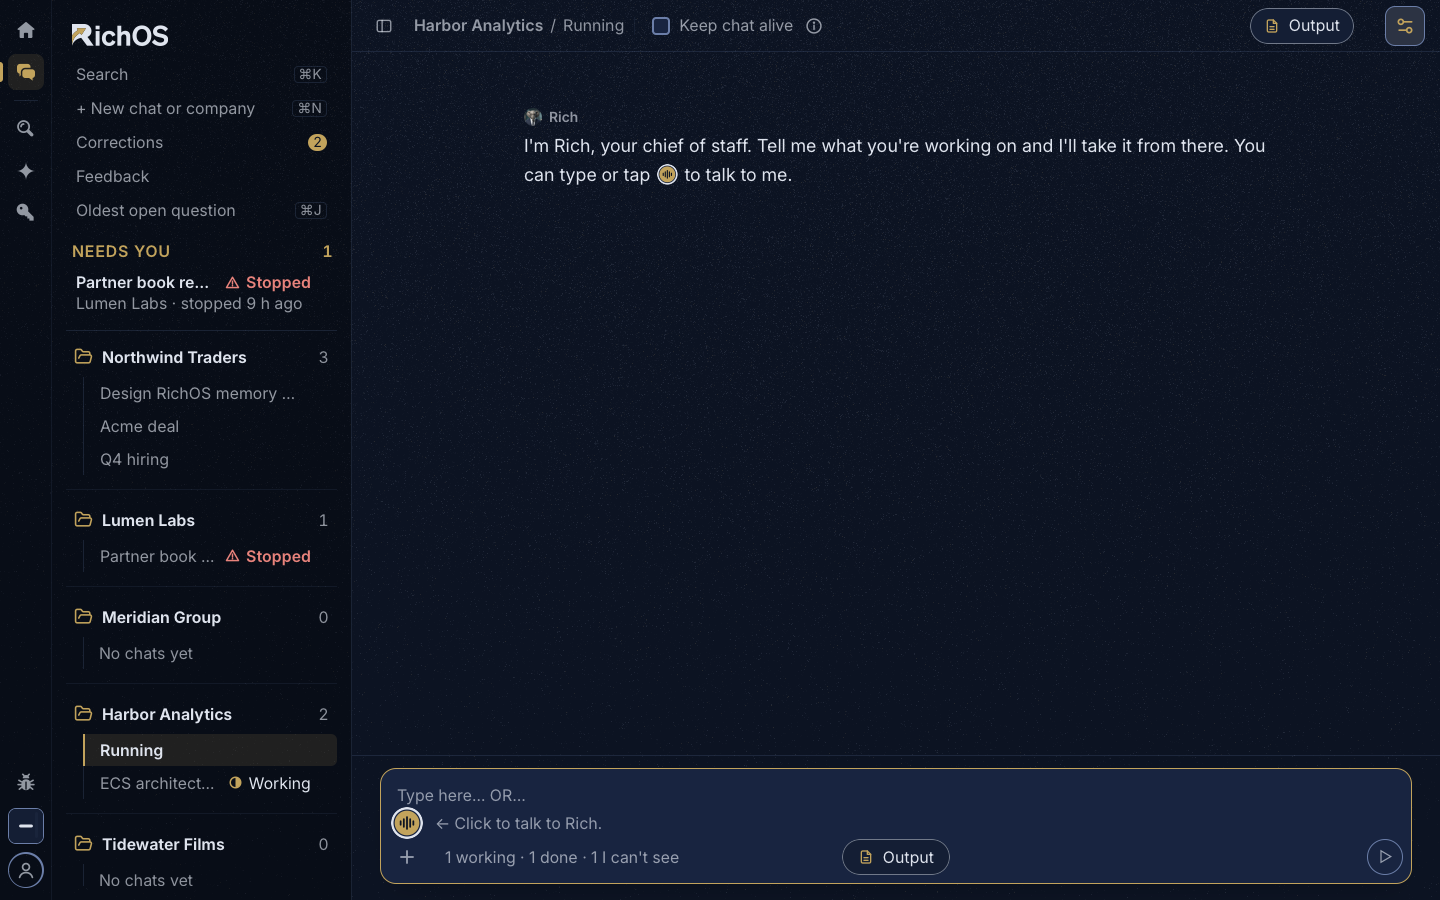 RichOS
Search ⌘K
+ New chat or company ⌘N
Corrections 2
Feedback
Oldest open question ⌘J
NEEDS YOU 1
Partner book re... Stopped
Lumen Labs · stopped 9 h ago
Northwind Traders 3
Design RichOS memory ...
Acme deal
Q4 hiring
Lumen Labs 1
Partner book ... Stopped
Meridian Group 0
No chats yet
Harbor Analytics 2
Running
ECS architect... Working
Tidewater Films 0
No chats yet
Harbor Analytics / Running Keep chat alive Output
Rich
I'm Rich, your chief of staff. Tell me what you're working on and I'll take it from there. You
can type or tap to talk to me.
Type here... OR...
← Click to talk to Rich.
1 working · 1 done · 1 I can't see Output